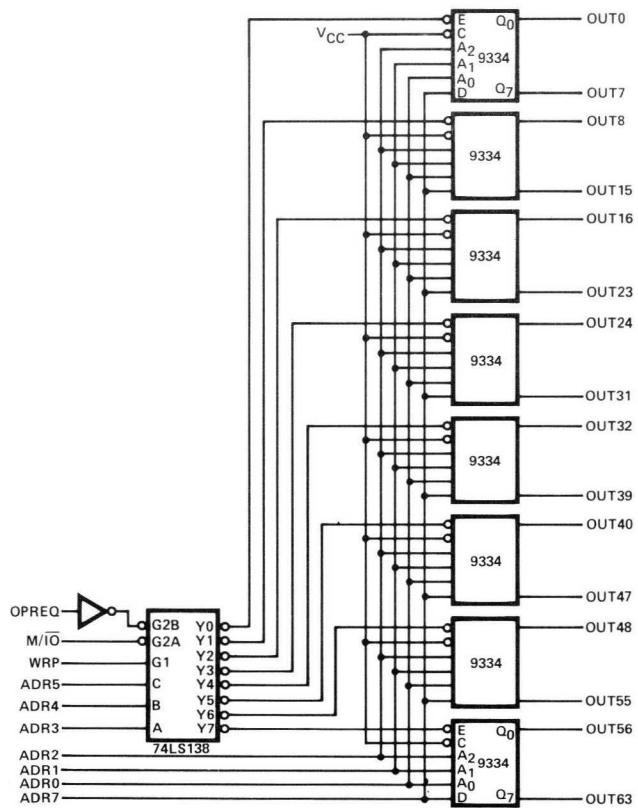 E Q0 OUT0
VCC C
A2
A1 9334
A0
D Q7 OUT7
OUT8
9334
OUT15
OUT16
9334
OUT23
OUT24
9334
OUT31
OUT32
9334
OUT39
OUT40
9334
OUT47
OPREQ G2B Y0
M/IO G2A Y1
WRP G1 Y2
Y3
ADR5 C Y4
ADR4 B Y5
Y6
ADR3 A Y7
74LS138
OUT48
9334
OUT55
E Q0 OUT56
C
ADR2 A2
ADR1 A1 9334
ADR0 A0
ADR7 D Q7 OUT63